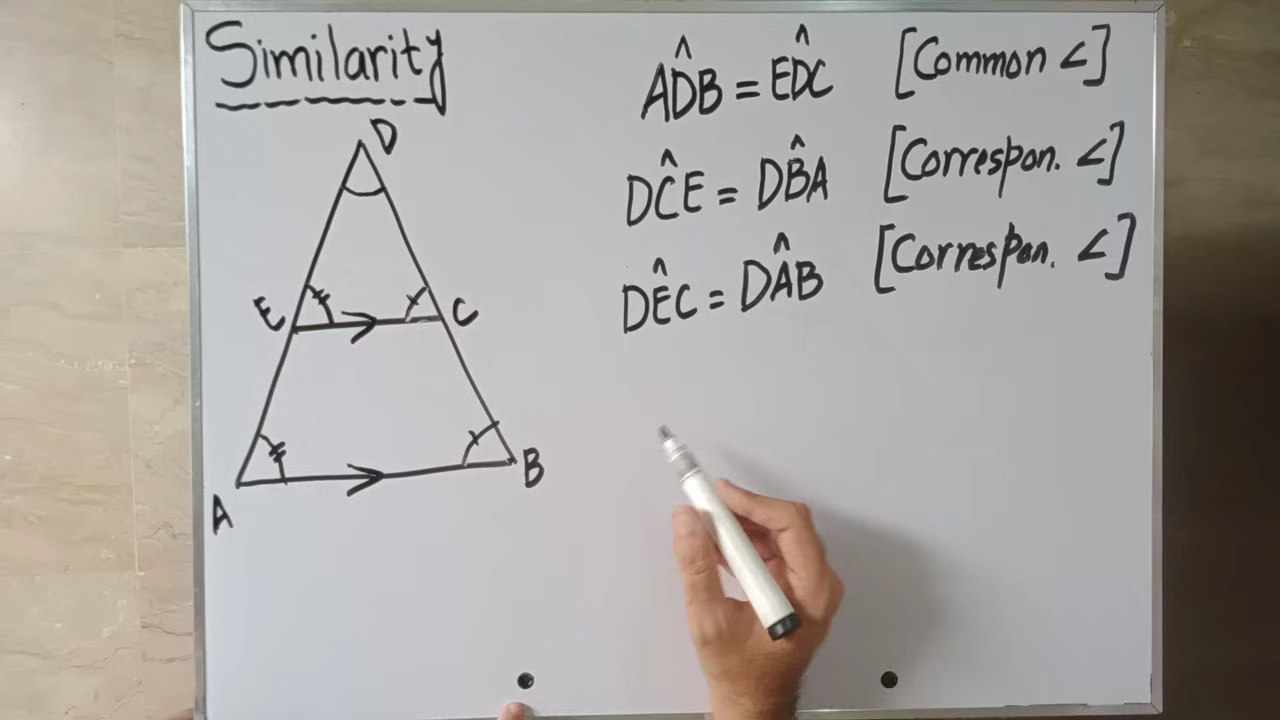 Similarity
AD̂B = ED̂C [Common ∠]
DĈE = DB̂A [Correspon. ∠]
DÊC = DÂB [Correspon. ∠]
D
E C
A B